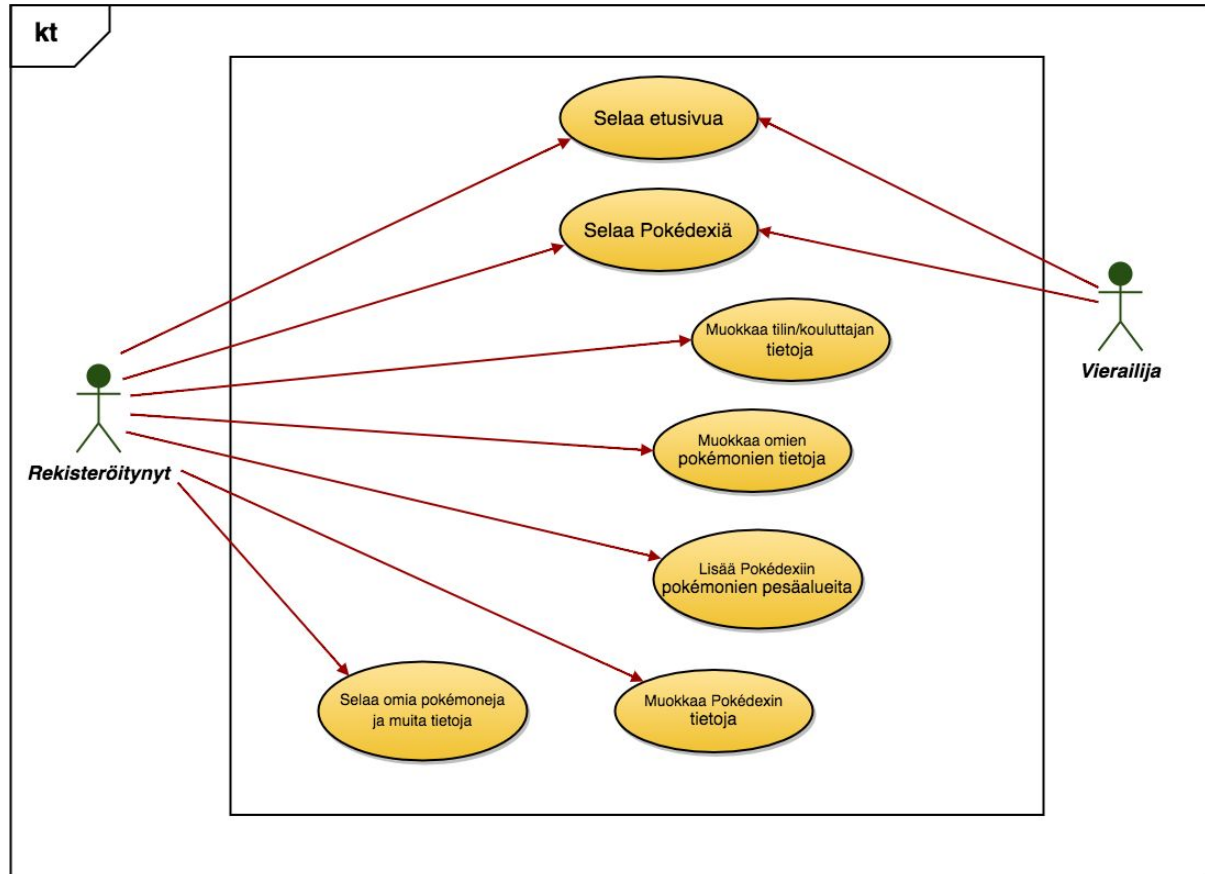 kt
Selaa etusivua
Selaa Pokédexiä
Muokkaa tilin/kouluttajan
tietoja
Vierailija
Muokkaa omien
pokémonien tietoja
Rekisteröitynyt
Lisää Pokédexiin
pokémonien pesäalueita
Selaa omia pokémoneja
ja muita tietoja
Muokkaa Pokédexin
tietoja